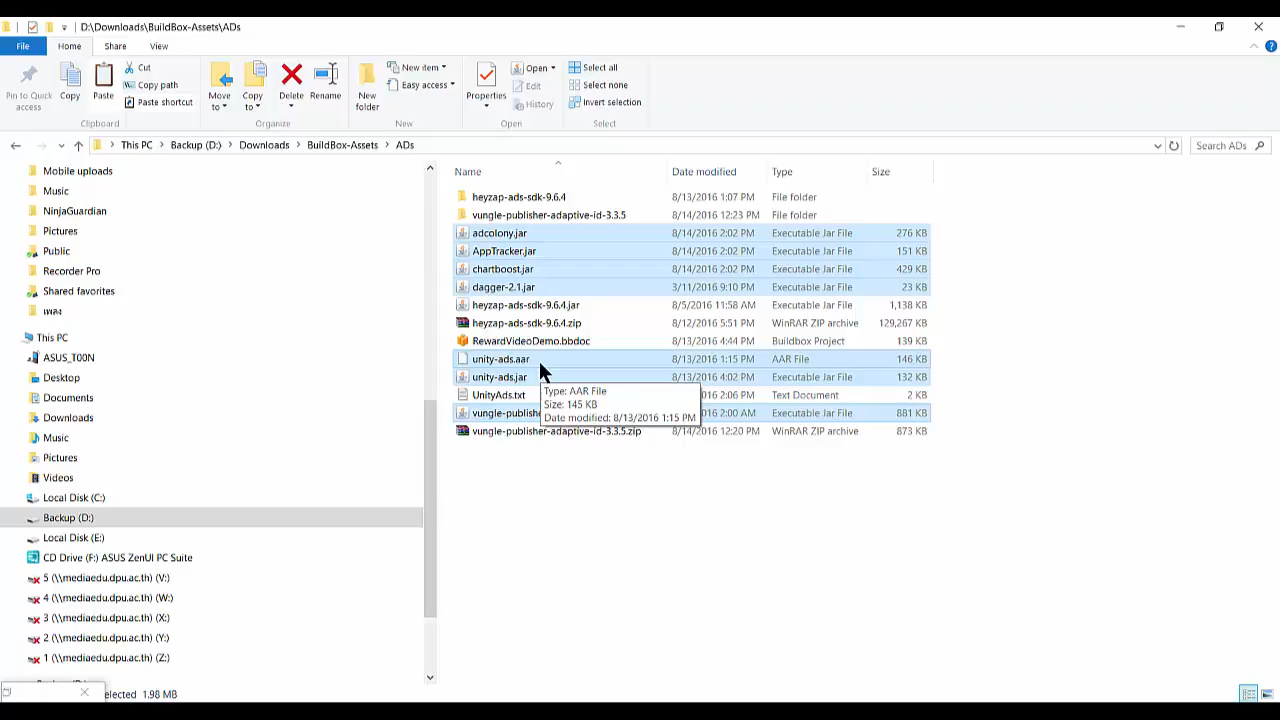 D:\Downloads\BuildBox-Assets\ADs
File Home Share View
Pin to Quick access
Copy
Paste
Cut
Copy path
Paste shortcut
Clipboard
Move to
Copy to
Delete
Rename
Organize
New folder
New item
Easy access
New
Properties
Open
Edit
History
Open
Select all
Select none
Invert selection
Select
This PC > Backup (D:) > Downloads > BuildBox-Assets > ADs
Search ADs
Mobile uploads
Music
NinjaGuardian
Pictures
Public
Recorder Pro
Shared favorites
เพลง
This PC
ASUS_T00N
Desktop
Documents
Downloads
Music
Pictures
Videos
Local Disk (C:)
Backup (D:)
Local Disk (E:)
CD Drive (F:) ASUS ZenUI PC Suite
5 (\\mediaedu.dpu.ac.th) (V:)
4 (\\mediaedu.dpu.ac.th) (W:)
3 (\\mediaedu.dpu.ac.th) (X:)
2 (\\mediaedu.dpu.ac.th) (Y:)
1 (\\mediaedu.dpu.ac.th) (Z:)
Name Date modified Type Size
heyzap-ads-sdk-9.6.4 8/13/2016 1:07 PM File folder
vungle-publisher-adaptive-id-3.3.5 8/14/2016 12:23 PM File folder
adcolony.jar 8/14/2016 2:02 PM Executable Jar File 276 KB
AppTracker.jar 8/14/2016 2:02 PM Executable Jar File 151 KB
chartboost.jar 8/14/2016 2:02 PM Executable Jar File 429 KB
dagger-2.1.jar 3/11/2016 9:10 PM Executable Jar File 23 KB
heyzap-ads-sdk-9.6.4.jar 8/5/2016 11:58 AM Executable Jar File 1,138 KB
heyzap-ads-sdk-9.6.4.zip 8/12/2016 5:51 PM WinRAR ZIP archive 129,267 KB
RewardVideoDemo.bbdoc 8/13/2016 4:44 PM Buildbox Project 139 KB
unity-ads.aar 8/13/2016 1:15 PM AAR File 146 KB
unity-ads.jar 8/13/2016 4:02 PM Executable Jar File 132 KB
UnityAds.txt 2016 2:06 PM Text Document 2 KB
vungle-publishe 2016 2:00 AM Executable Jar File 881 KB
vungle-publisher-adaptive-id-3.3.5.zip 8/14/2016 12:20 PM WinRAR ZIP archive 873 KB
Type: AAR File
Size: 145 KB
Date modified: 8/13/2016 1:15 PM
elected 1.98 MB